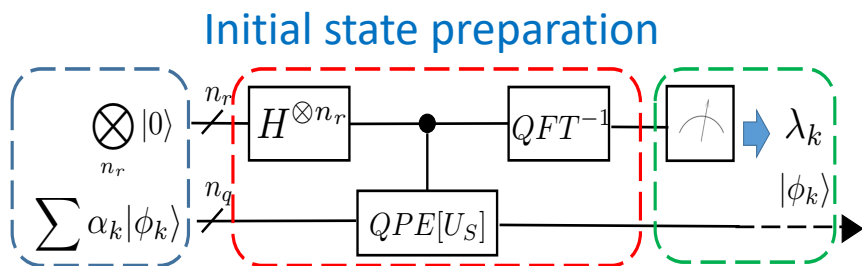 Initial state preparation
⊗ |0⟩ n_r H^{⊗n_r} QFT^{-1} λ_k
n_r
|ϕ_k⟩
∑ α_k|ϕ_k⟩ n_q QPE[U_S]